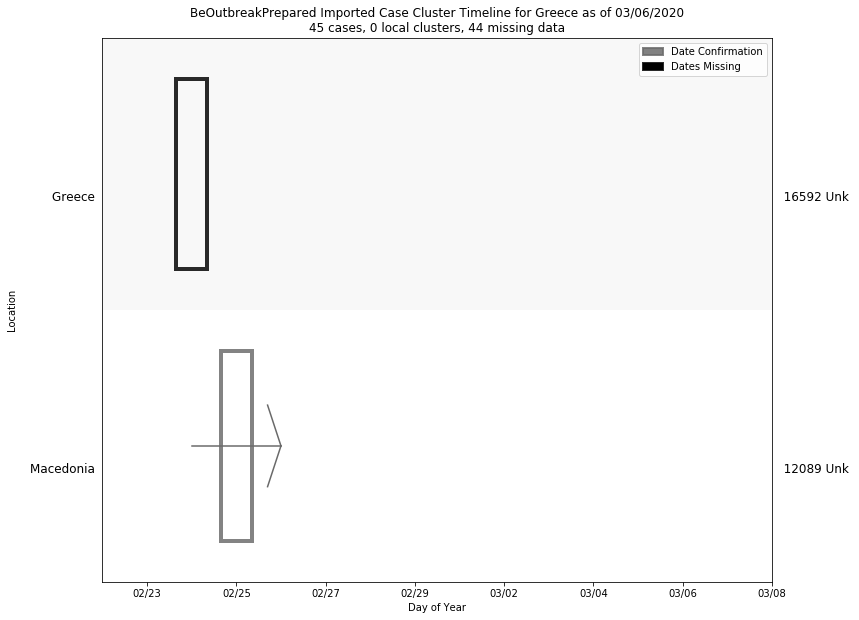 BeOutbreakPrepared Imported Case Cluster Timeline for Greece as of 03/06/2020
45 cases, 0 local clusters, 44 missing data
Date Confirmation
Dates Missing
Greece
16592 Unk
Location
Macedonia
12089 Unk
02/23 02/25 02/27 02/29 03/02 03/04 03/06 03/08
Day of Year